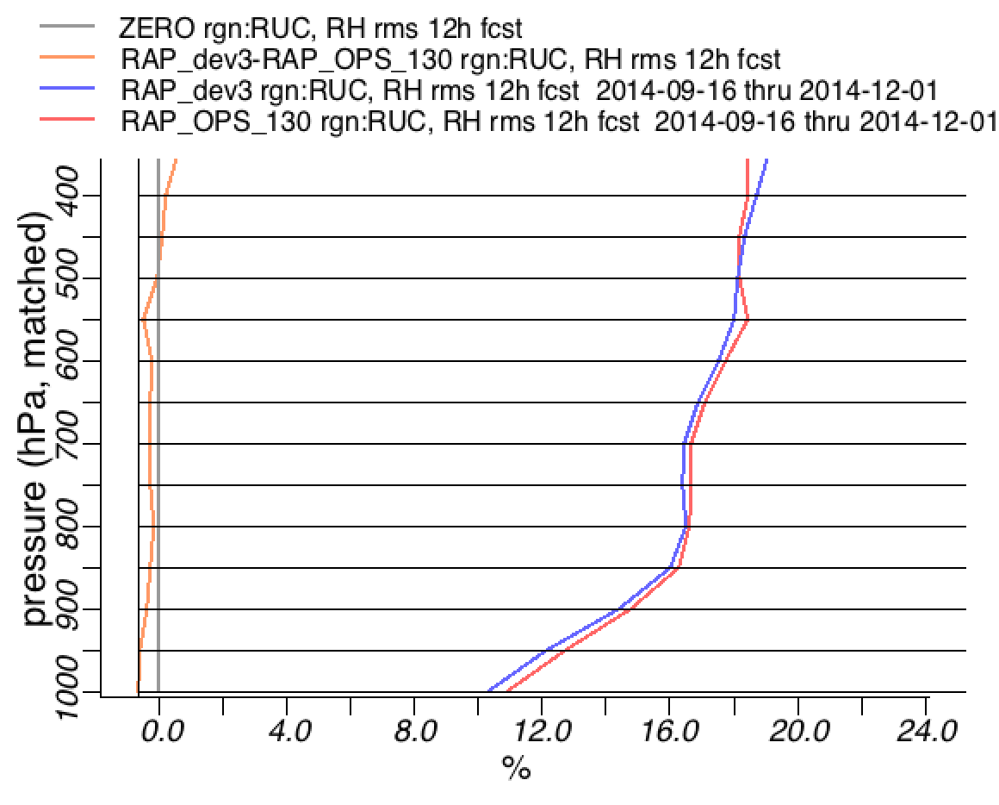 ZERO rgn:RUC, RH rms 12h fcst
RAP_dev3-RAP_OPS_130 rgn:RUC, RH rms 12h fcst
RAP_dev3 rgn:RUC, RH rms 12h fcst 2014-09-16 thru 2014-12-01
RAP_OPS_130 rgn:RUC, RH rms 12h fcst 2014-09-16 thru 2014-12-01
pressure (hPa, matched)
400
500
600
700
800
900
1000
0.0 4.0 8.0 12.0 16.0 20.0 24.0
%